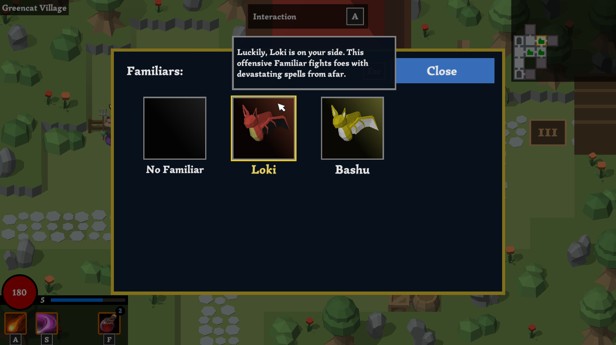 Greencat Village
Interaction
A
Luckily, Loki is on your side. This
offensive Familiar fights foes with
devastating spells from afar.
Familiars:
Close
III
No Familiar
Loki
Bashu
180
5
A
S
F